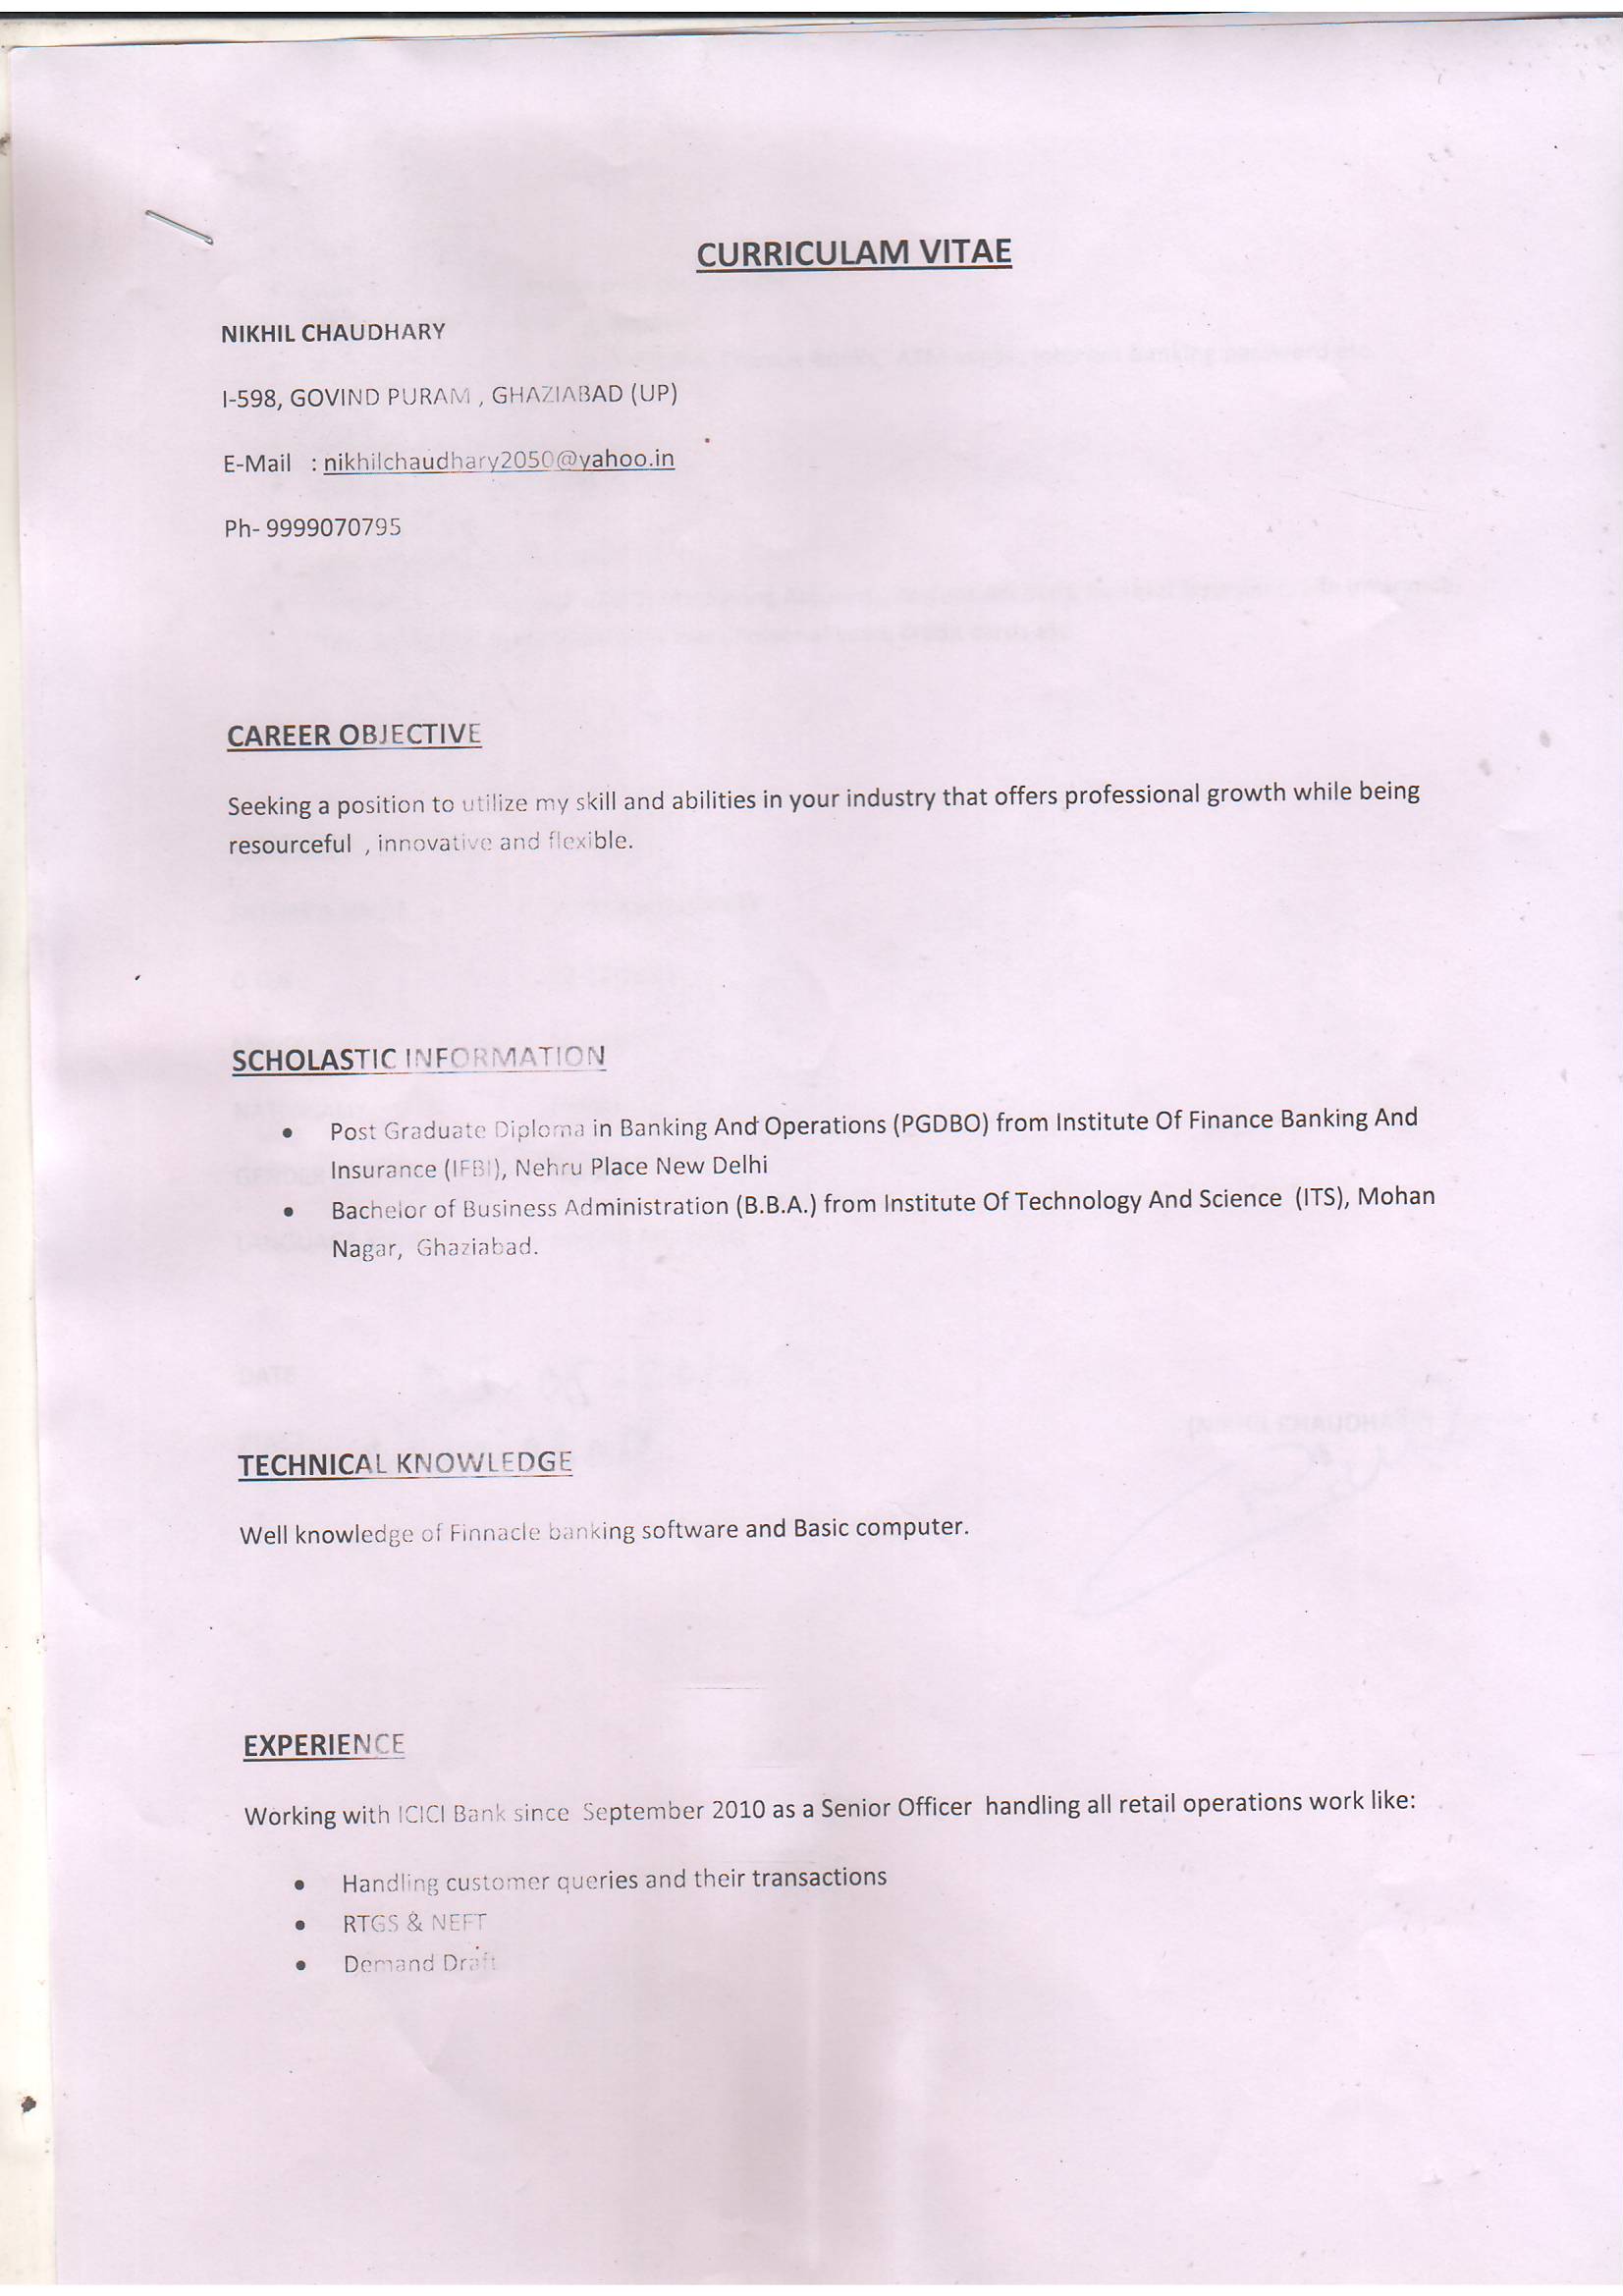 CURRICULAM VITAE
NIKHIL CHAUDHARY
I-598, GOVIND PURAM , GHAZIABAD (UP)
E-Mail : nikhilchaudhary2050@yahoo.in
Ph- 9999070795
CAREER OBJECTIVE
Seeking a position to utilize my skill and abilities in your industry that offers professional growth while being
resourceful , innovative and flexible.
SCHOLASTIC INFORMATION
• Post Graduate Diploma in Banking And Operations (PGDBO) from Institute Of Finance Banking And
Insurance (IFBI), Nehru Place New Delhi
• Bachelor of Business Administration (B.B.A.) from Institute Of Technology And Science (ITS), Mohan
Nagar, Ghaziabad.
TECHNICAL KNOWLEDGE
Well knowledge of Finnacle banking software and Basic computer.
EXPERIENCE
Working with ICICI Bank since September 2010 as a Senior Officer handling all retail operations work like:
• Handling customer queries and their transactions
• RTGS & NEFT
• Demand Draft